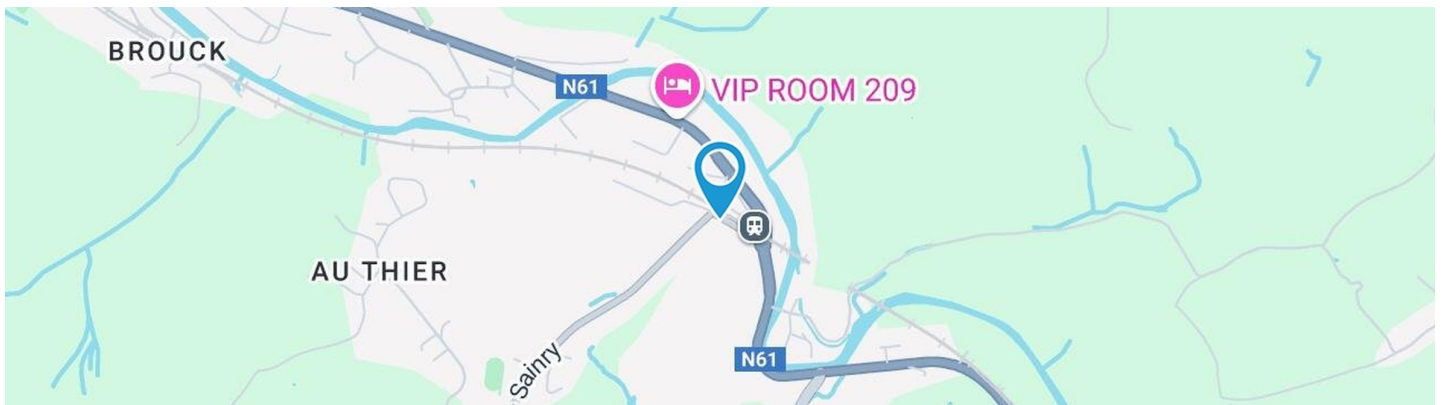 BROUCK
N61
VIP ROOM 209
AU THIER
Sainry
N61